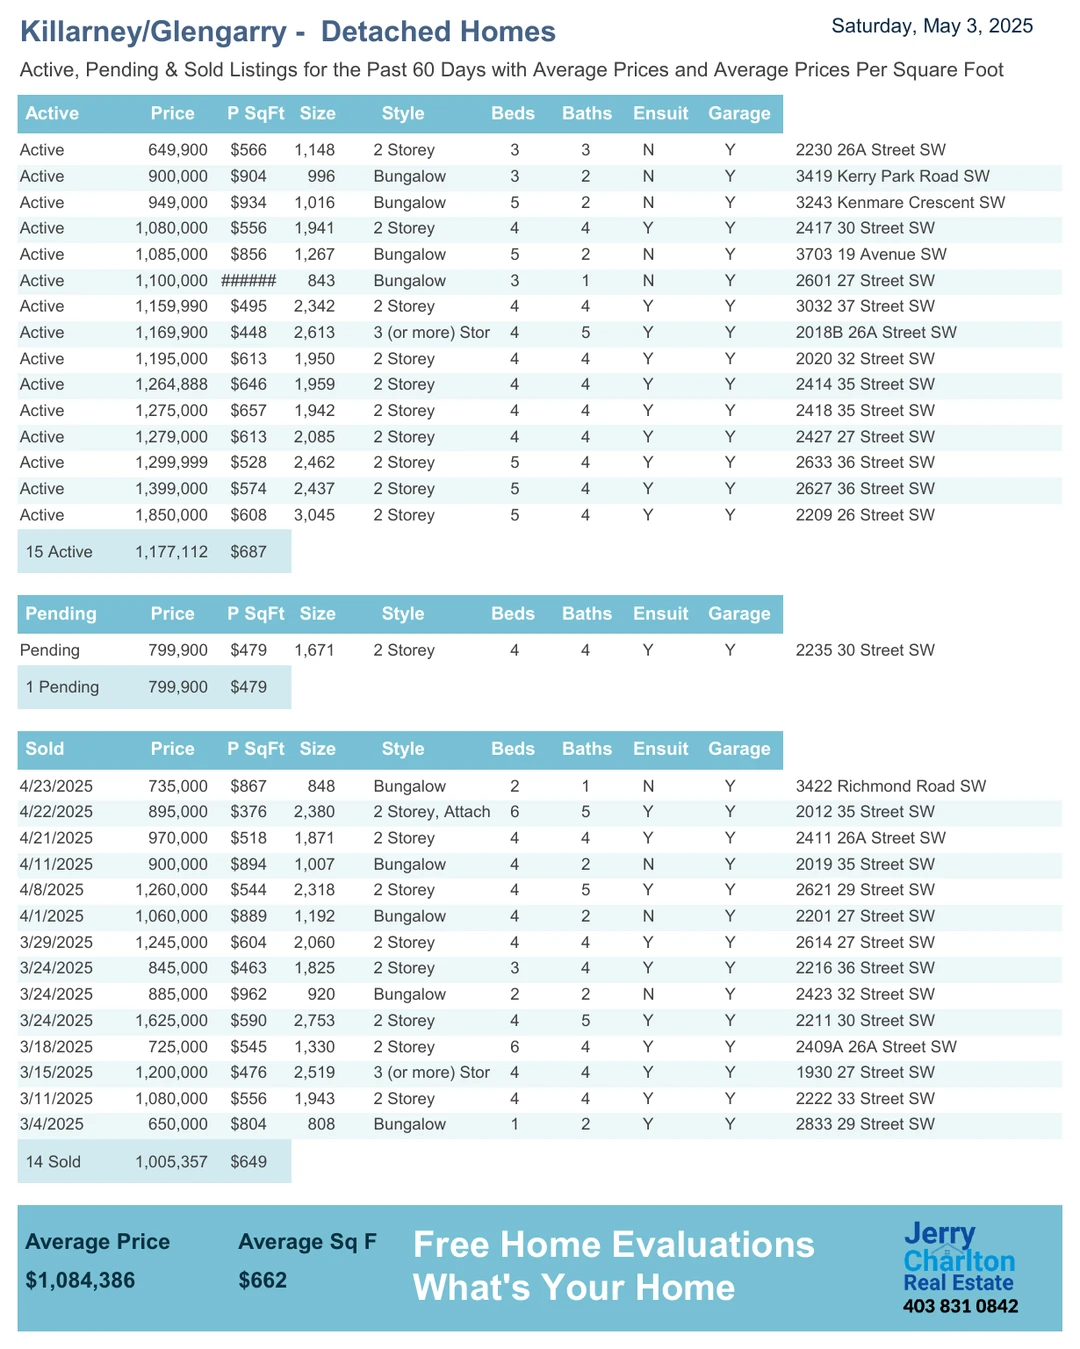 Killarney/Glengarry - Detached Homes
Saturday, May 3, 2025
Active, Pending & Sold Listings for the Past 60 Days with Average Prices and Average Prices Per Square Foot
Active Price P SqFt Size Style Beds Baths Ensuit Garage
Active 649,900 $566 1,148 2 Storey 3 3 N Y 2230 26A Street SW
Active 900,000 $904 996 Bungalow 3 2 N Y 3419 Kerry Park Road SW
Active 949,000 $934 1,016 Bungalow 5 2 N Y 3243 Kenmare Crescent SW
Active 1,080,000 $556 1,941 2 Storey 4 4 Y Y 2417 30 Street SW
Active 1,085,000 $856 1,267 Bungalow 5 2 N Y 3703 19 Avenue SW
Active 1,100,000 ###### 843 Bungalow 3 1 N Y 2601 27 Street SW
Active 1,159,990 $495 2,342 2 Storey 4 4 Y Y 3032 37 Street SW
Active 1,169,900 $448 2,613 3 (or more) Stor 4 5 Y Y 2018B 26A Street SW
Active 1,195,000 $613 1,950 2 Storey 4 4 Y Y 2020 32 Street SW
Active 1,264,888 $646 1,959 2 Storey 4 4 Y Y 2414 35 Street SW
Active 1,275,000 $657 1,942 2 Storey 4 4 Y Y 2418 35 Street SW
Active 1,279,000 $613 2,085 2 Storey 4 4 Y Y 2427 27 Street SW
Active 1,299,999 $528 2,462 2 Storey 5 4 Y Y 2633 36 Street SW
Active 1,399,000 $574 2,437 2 Storey 5 4 Y Y 2627 36 Street SW
Active 1,850,000 $608 3,045 2 Storey 5 4 Y Y 2209 26 Street SW
15 Active 1,177,112 $687
Pending Price P SqFt Size Style Beds Baths Ensuit Garage
Pending 799,900 $479 1,671 2 Storey 4 4 Y Y 2235 30 Street SW
1 Pending 799,900 $479
Sold Price P SqFt Size Style Beds Baths Ensuit Garage
4/23/2025 735,000 $867 848 Bungalow 2 1 N Y 3422 Richmond Road SW
4/22/2025 895,000 $376 2,380 2 Storey, Attach 6 5 Y Y 2012 35 Street SW
4/21/2025 970,000 $518 1,871 2 Storey 4 4 Y Y 2411 26A Street SW
4/11/2025 900,000 $894 1,007 Bungalow 4 2 N Y 2019 35 Street SW
4/8/2025 1,260,000 $544 2,318 2 Storey 4 5 Y Y 2621 29 Street SW
4/1/2025 1,060,000 $889 1,192 Bungalow 4 2 N Y 2201 27 Street SW
3/29/2025 1,245,000 $604 2,060 2 Storey 4 4 Y Y 2614 27 Street SW
3/24/2025 845,000 $463 1,825 2 Storey 3 4 Y Y 2216 36 Street SW
3/24/2025 885,000 $962 920 Bungalow 2 2 N Y 2423 32 Street SW
3/24/2025 1,625,000 $590 2,753 2 Storey 4 5 Y Y 2211 30 Street SW
3/18/2025 725,000 $545 1,330 2 Storey 6 4 Y Y 2409A 26A Street SW
3/15/2025 1,200,000 $476 2,519 3 (or more) Stor 4 4 Y Y 1930 27 Street SW
3/11/2025 1,080,000 $556 1,943 2 Storey 4 4 Y Y 2222 33 Street SW
3/4/2025 650,000 $804 808 Bungalow 1 2 Y Y 2833 29 Street SW
14 Sold 1,005,357 $649
Average Price Average Sq F
$1,084,386 $662
Free Home Evaluations
What's Your Home
Jerry
Charlton
Real Estate
403 831 0842